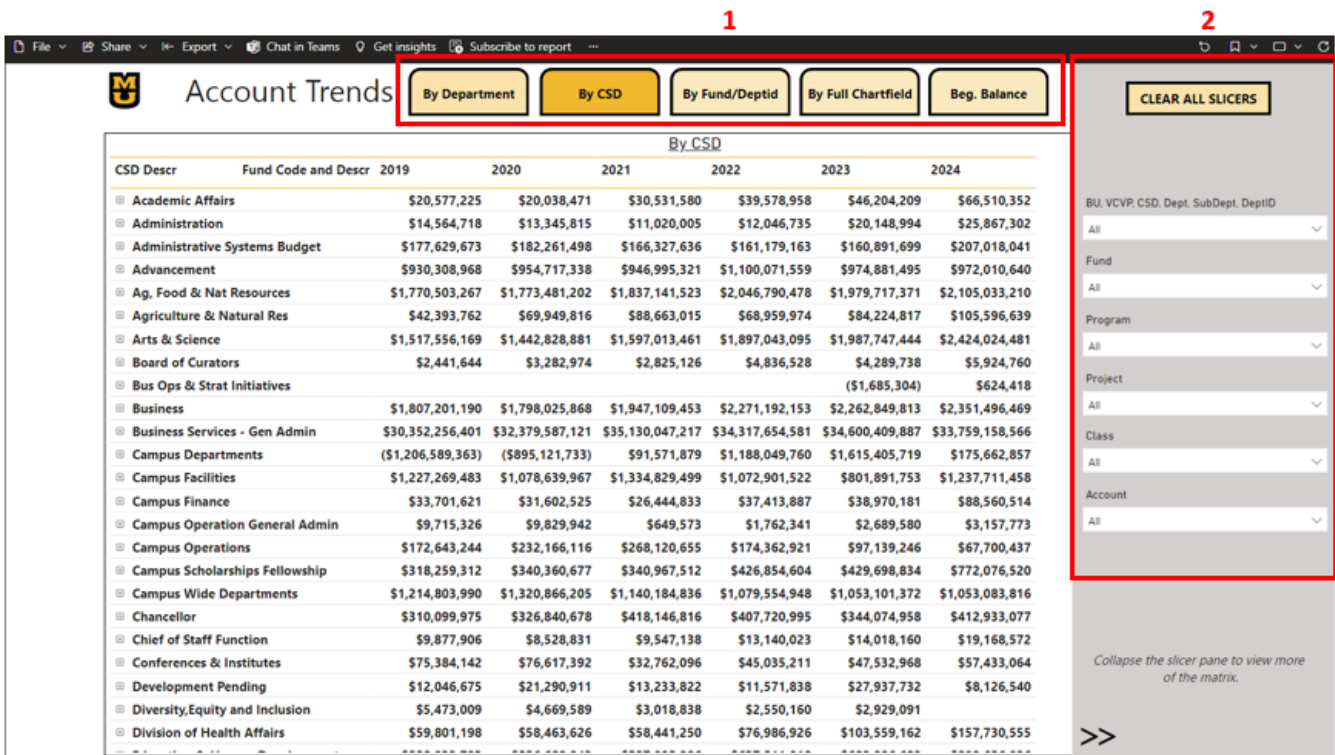 1 2
File Share Export Chat in Teams Get insights Subscribe to report ...
MU
Account Trends By Department By CSD By Fund/Deptid By Full Chartfield Beg. Balance CLEAR ALL SLICERS
By CSD
CSD Descr Fund Code and Descr 2019 2020 2021 2022 2023 2024
Academic Affairs $20,577,225 $20,038,471 $30,531,580 $39,578,958 $46,204,209 $66,510,352
Administration $14,564,718 $13,345,815 $11,020,005 $12,046,735 $20,148,994 $25,867,302
Administrative Systems Budget $177,629,673 $182,261,498 $166,327,636 $161,179,163 $160,891,699 $207,018,041
Advancement $930,308,968 $954,717,338 $946,995,321 $1,100,071,559 $974,881,495 $972,010,640
Ag, Food & Nat Resources $1,770,503,267 $1,773,481,202 $1,837,141,523 $2,046,790,478 $1,979,717,371 $2,105,033,210
Agriculture & Natural Res $42,393,762 $69,949,816 $88,663,015 $68,959,974 $84,224,817 $105,596,639
Arts & Science $1,517,556,169 $1,442,828,881 $1,597,013,461 $1,897,043,095 $1,987,747,444 $2,424,024,481
Board of Curators $2,441,644 $3,282,974 $2,825,126 $4,836,528 $4,289,738 $5,924,760
Bus Ops & Strat Initiatives ($1,685,304) $624,418
Business $1,807,201,190 $1,798,025,868 $1,947,109,453 $2,271,192,153 $2,262,849,813 $2,351,496,469
Business Services - Gen Admin $30,352,256,401 $32,379,587,121 $35,130,047,217 $34,317,654,581 $34,600,409,887 $33,759,158,566
Campus Departments ($1,206,589,363) ($895,121,733) $91,571,879 $1,188,049,760 $1,615,405,719 $175,662,857
Campus Facilities $1,227,269,483 $1,078,639,967 $1,334,829,499 $1,072,901,522 $801,891,753 $1,237,711,458
Campus Finance $33,701,621 $31,602,525 $26,444,833 $37,413,887 $38,970,181 $88,560,514
Campus Operation General Admin $9,715,326 $9,829,942 $649,573 $1,762,341 $2,689,580 $3,157,773
Campus Operations $172,643,244 $232,166,116 $268,120,655 $174,362,921 $97,139,246 $67,700,437
Campus Scholarships Fellowship $318,259,312 $340,360,677 $340,967,512 $426,854,604 $429,698,834 $772,076,520
Campus Wide Departments $1,214,803,990 $1,320,866,205 $1,140,184,836 $1,079,554,948 $1,053,101,372 $1,053,083,816
Chancellor $310,099,975 $326,840,678 $418,146,816 $407,720,995 $344,074,958 $412,933,077
Chief of Staff Function $9,877,906 $8,528,831 $9,547,138 $13,140,023 $14,018,160 $19,168,572
Conferences & Institutes $75,384,142 $76,617,392 $32,762,096 $45,035,211 $47,532,968 $57,433,064
Development Pending $12,046,675 $21,290,911 $13,233,822 $11,571,838 $27,937,732 $8,126,540
Diversity,Equity and Inclusion $5,473,009 $4,669,589 $3,018,838 $2,550,160 $2,929,091
Division of Health Affairs $59,801,198 $58,463,626 $58,441,250 $76,986,926 $103,559,162 $157,730,555
BU, VCVP, CSD, Dept, SubDept, DeptID
All
Fund
All
Program
All
Project
All
Class
All
Account
All
Collapse the slicer pane to view more
of the matrix.
>>